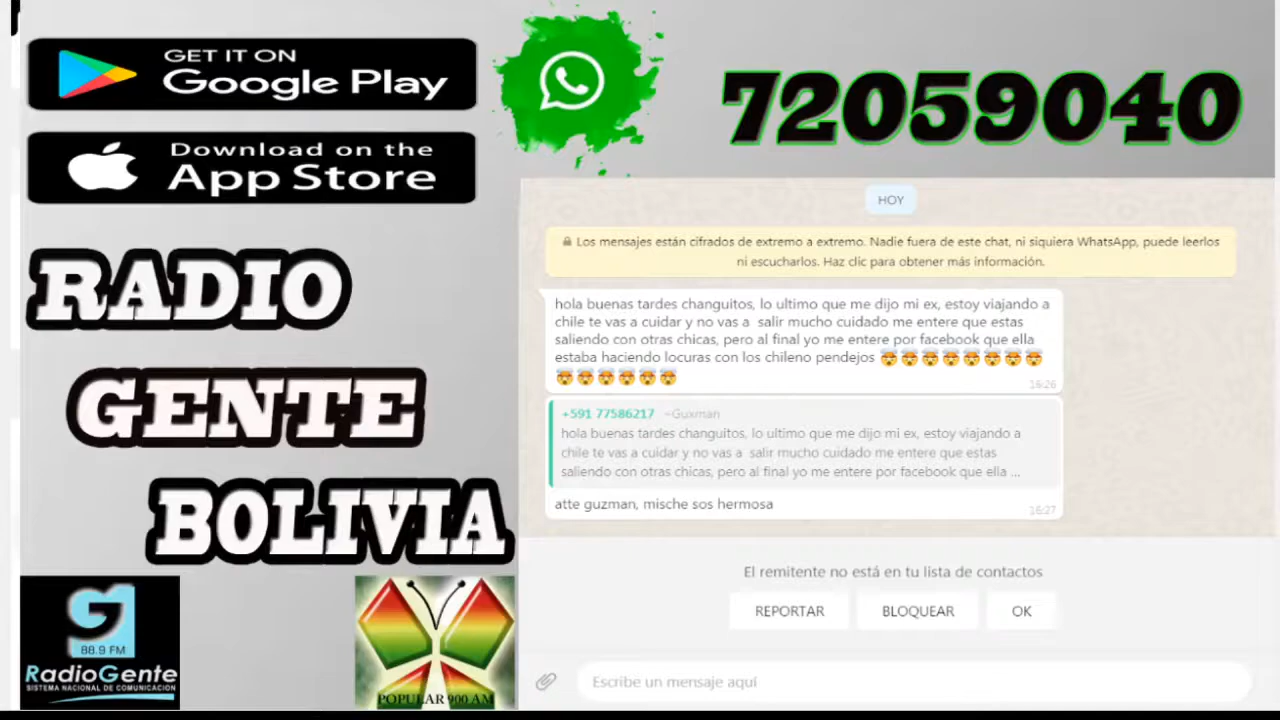 GET IT ON
Google Play
Download on the
App Store
72059040
RADIO
GENTE
BOLIVIA
88.9 FM
RadioGente
SISTEMA NACIONAL DE COMUNICACIÓN
POPULAR 900 AM
HOY
Los mensajes están cifrados de extremo a extremo. Nadie fuera de este chat, ni siquiera WhatsApp, puede leerlos
ni escucharlos. Haz clic para obtener más información.
hola buenas tardes changuitos, lo ultimo que me dijo mi ex, estoy viajando a
chile te vas a cuidar y no vas a salir mucho cuidado me entere que estas
saliendo con otras chicas, pero al final yo me entere por facebook que ella
estaba haciendo locuras con los chileno pendejos 🤯🤯🤯🤯🤯🤯🤯🤯
🤯🤯🤯🤯🤯🤯
16:26
+591 77586217 ~Guxman
hola buenas tardes changuitos, lo ultimo que me dijo mi ex, estoy viajando a
chile te vas a cuidar y no vas a salir mucho cuidado me entere que estas
saliendo con otras chicas, pero al final yo me entere por facebook que ella ...
atte guzman, mische sos hermosa
16:27
El remitente no está en tu lista de contactos
REPORTAR BLOQUEAR OK
Escribe un mensaje aquí